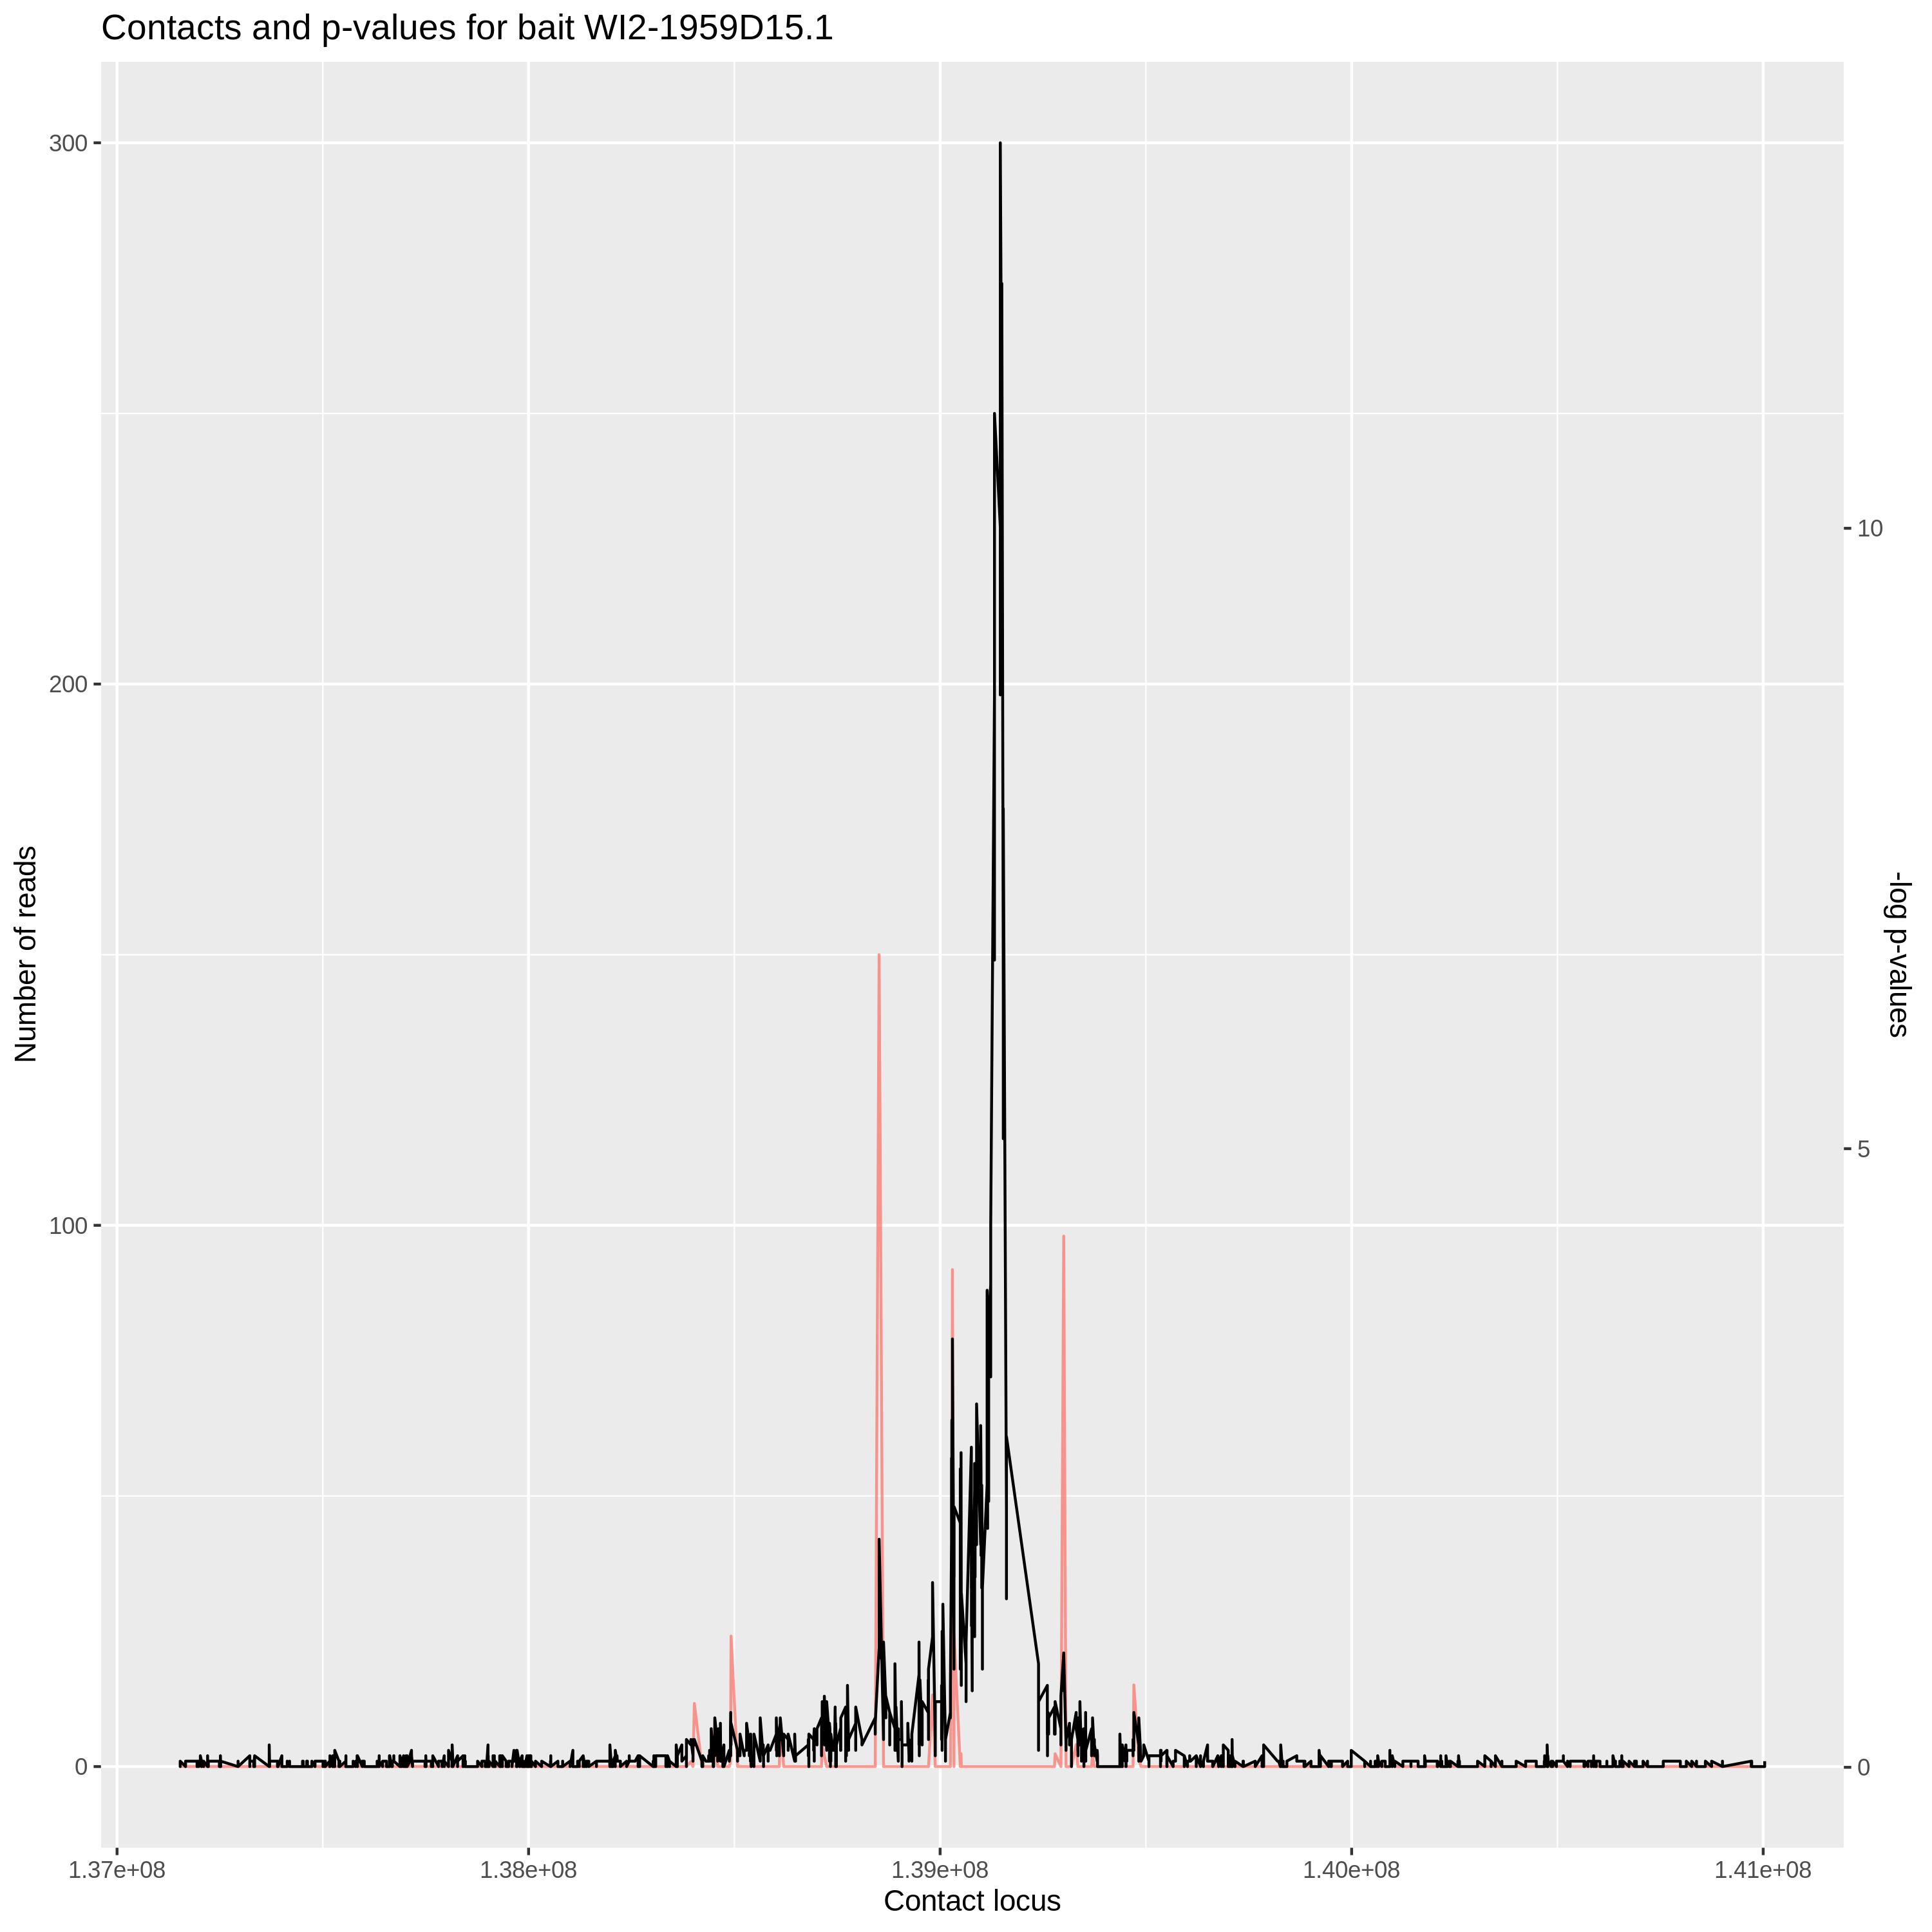 Contacts and p-values for bait WI2-1959D15.1
300
200
100
0
Number of reads
10
5
0
-log p-values
1.37e+08 1.38e+08 1.39e+08 1.40e+08 1.41e+08
Contact locus